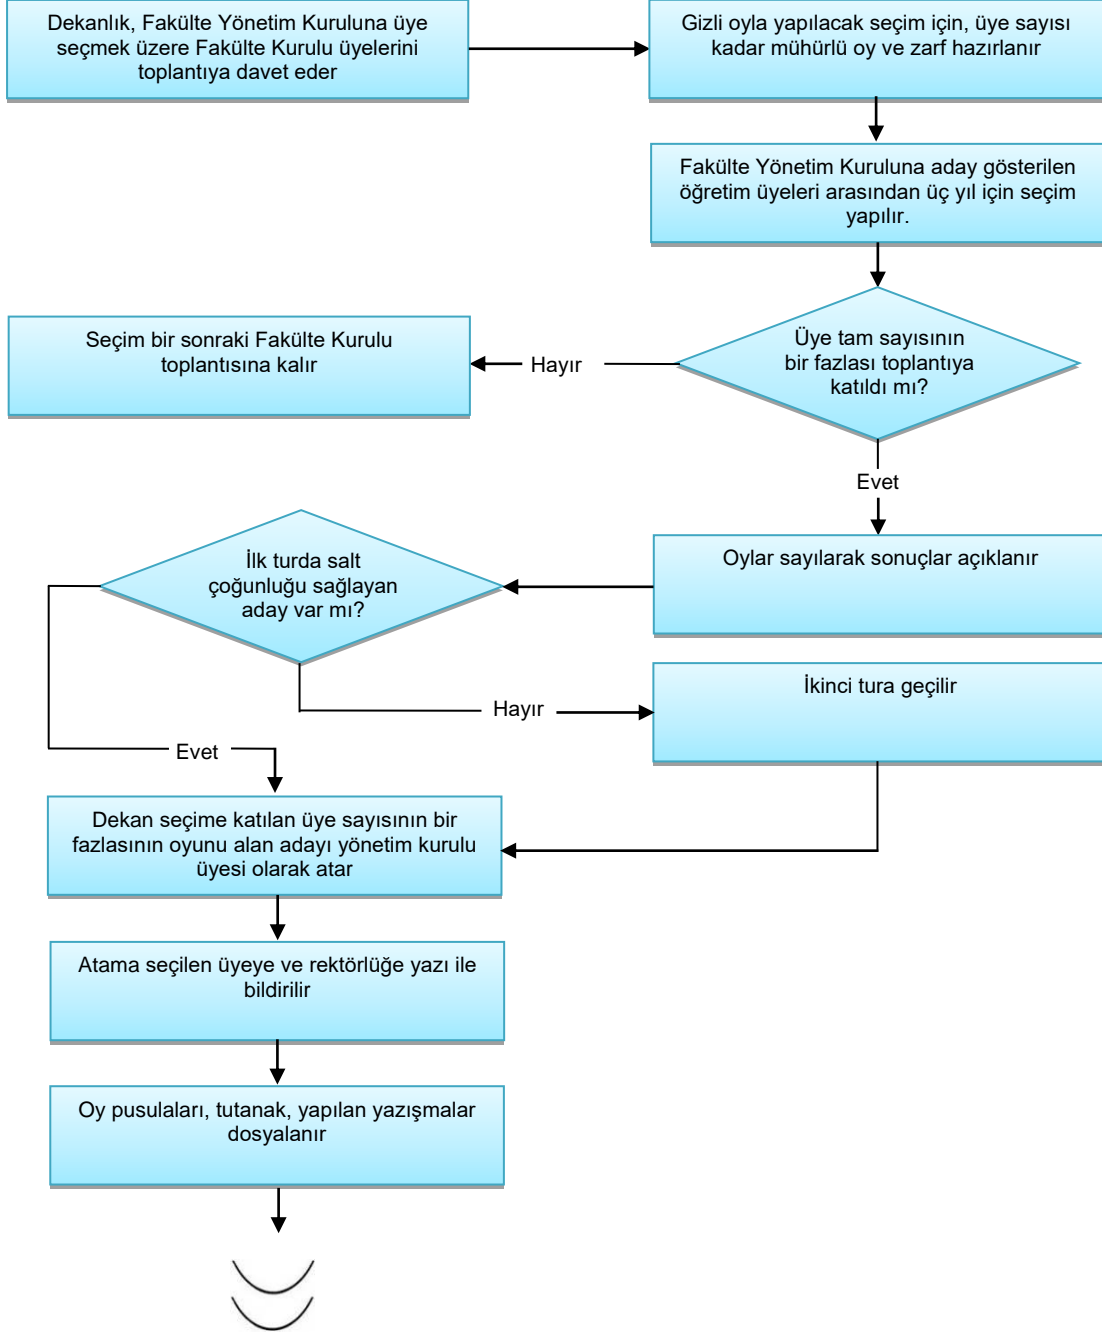 Dekanlık, Fakülte Yönetim Kuruluna üye
seçmek üzere Fakülte Kurulu üyelerini
toplantıya davet eder
Gizli oyla yapılacak seçim için, üye sayısı
kadar mühürlü oy ve zarf hazırlanır
Fakülte Yönetim Kuruluna aday gösterilen
öğretim üyeleri arasından üç yıl için seçim
yapılır.
Üye tam sayısının
bir fazlası toplantıya
katıldı mı?
Hayır
Seçim bir sonraki Fakülte Kurulu
toplantısına kalır
Evet
Oylar sayılarak sonuçlar açıklanır
İlk turda salt
çoğunluğu sağlayan
aday var mı?
Hayır
İkinci tura geçilir
Evet
Dekan seçime katılan üye sayısının bir
fazlasının oyunu alan adayı yönetim kurulu
üyesi olarak atar
Atama seçilen üyeye ve rektörlüğe yazı ile
bildirilir
Oy pusulaları, tutanak, yapılan yazışmalar
dosyalanır